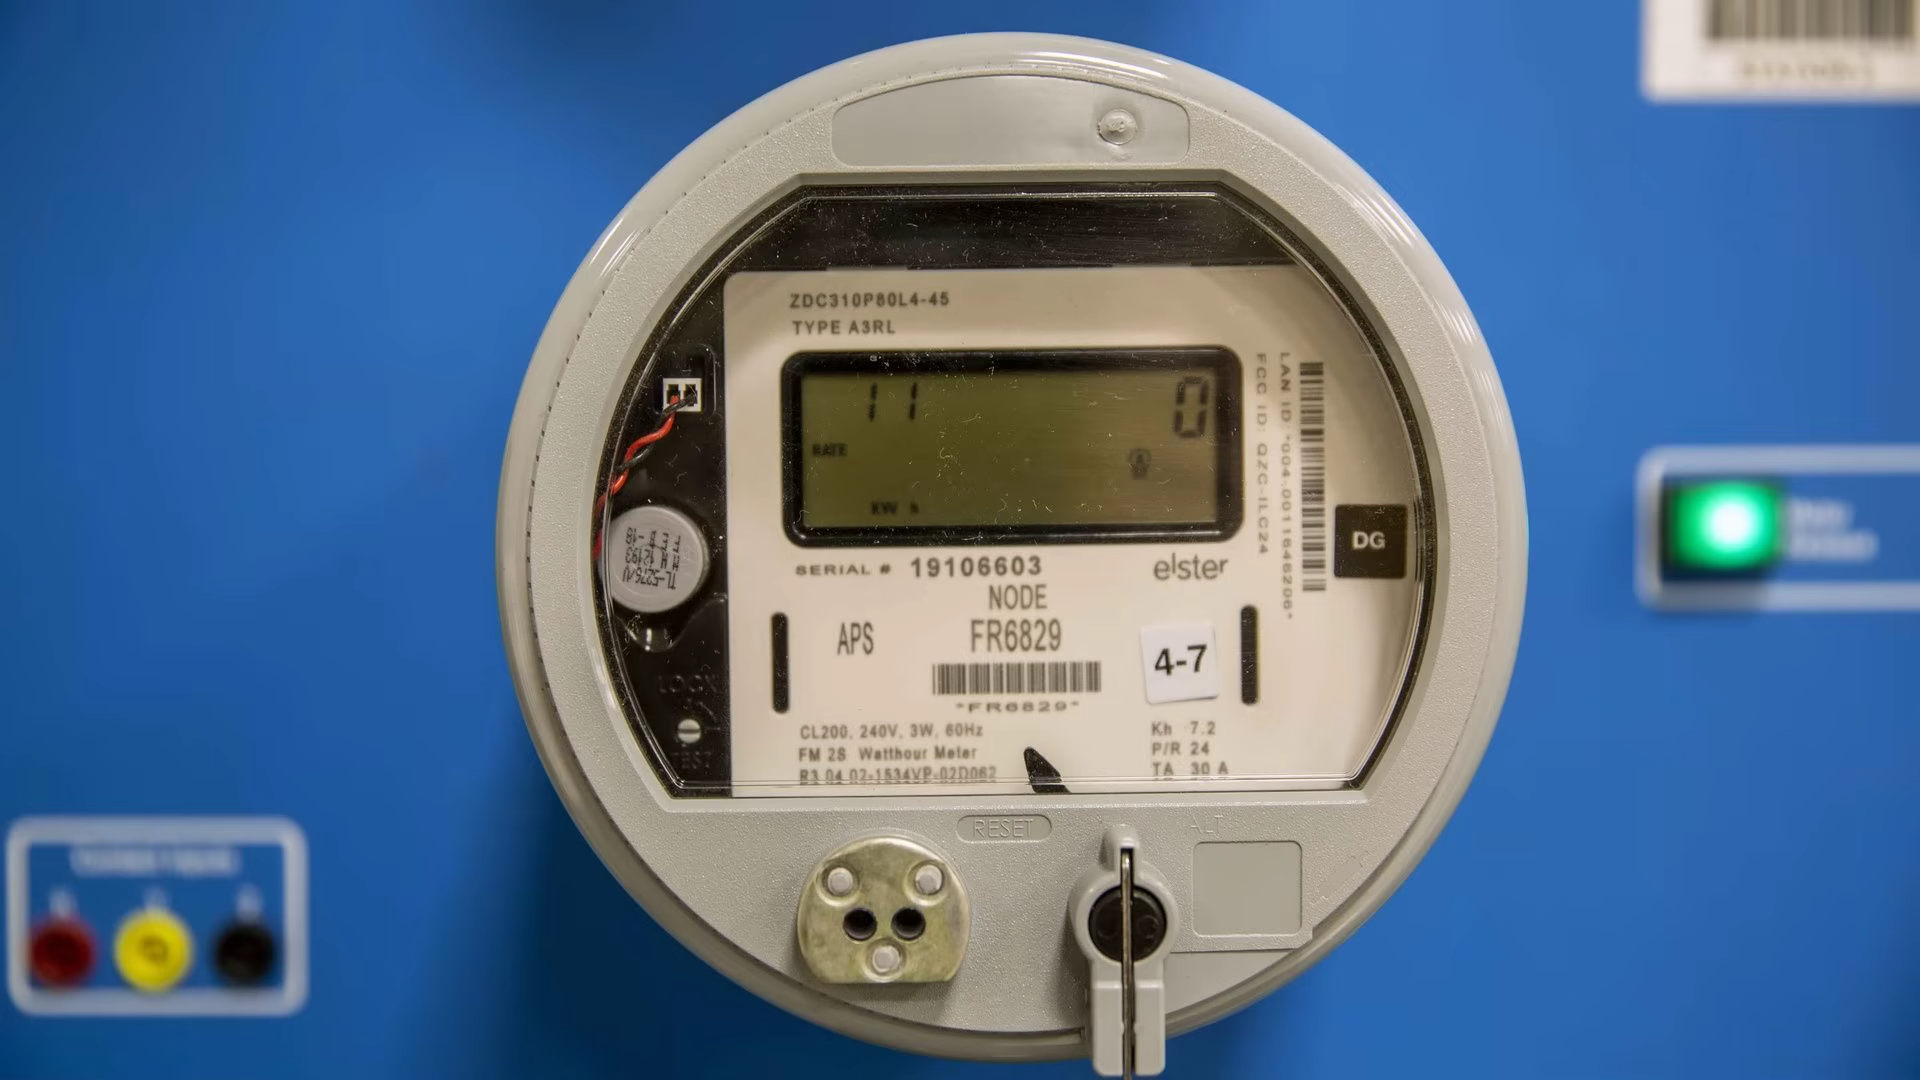 ZDC310P80L4-45
TYPE A3RL
11 0
RATE
KW h
FCC ID: QZC-ILC24
LAN ID:
DG
SERIAL # 19106603
elster
NODE
APS
FR6829
4-7
"FR6829"
CL200, 240V, 3W, 60Hz
FM 2S Watthour Meter
Kh 7.2
P/R 24
TA 30 A
LOCK
TEST
RESET
ALT